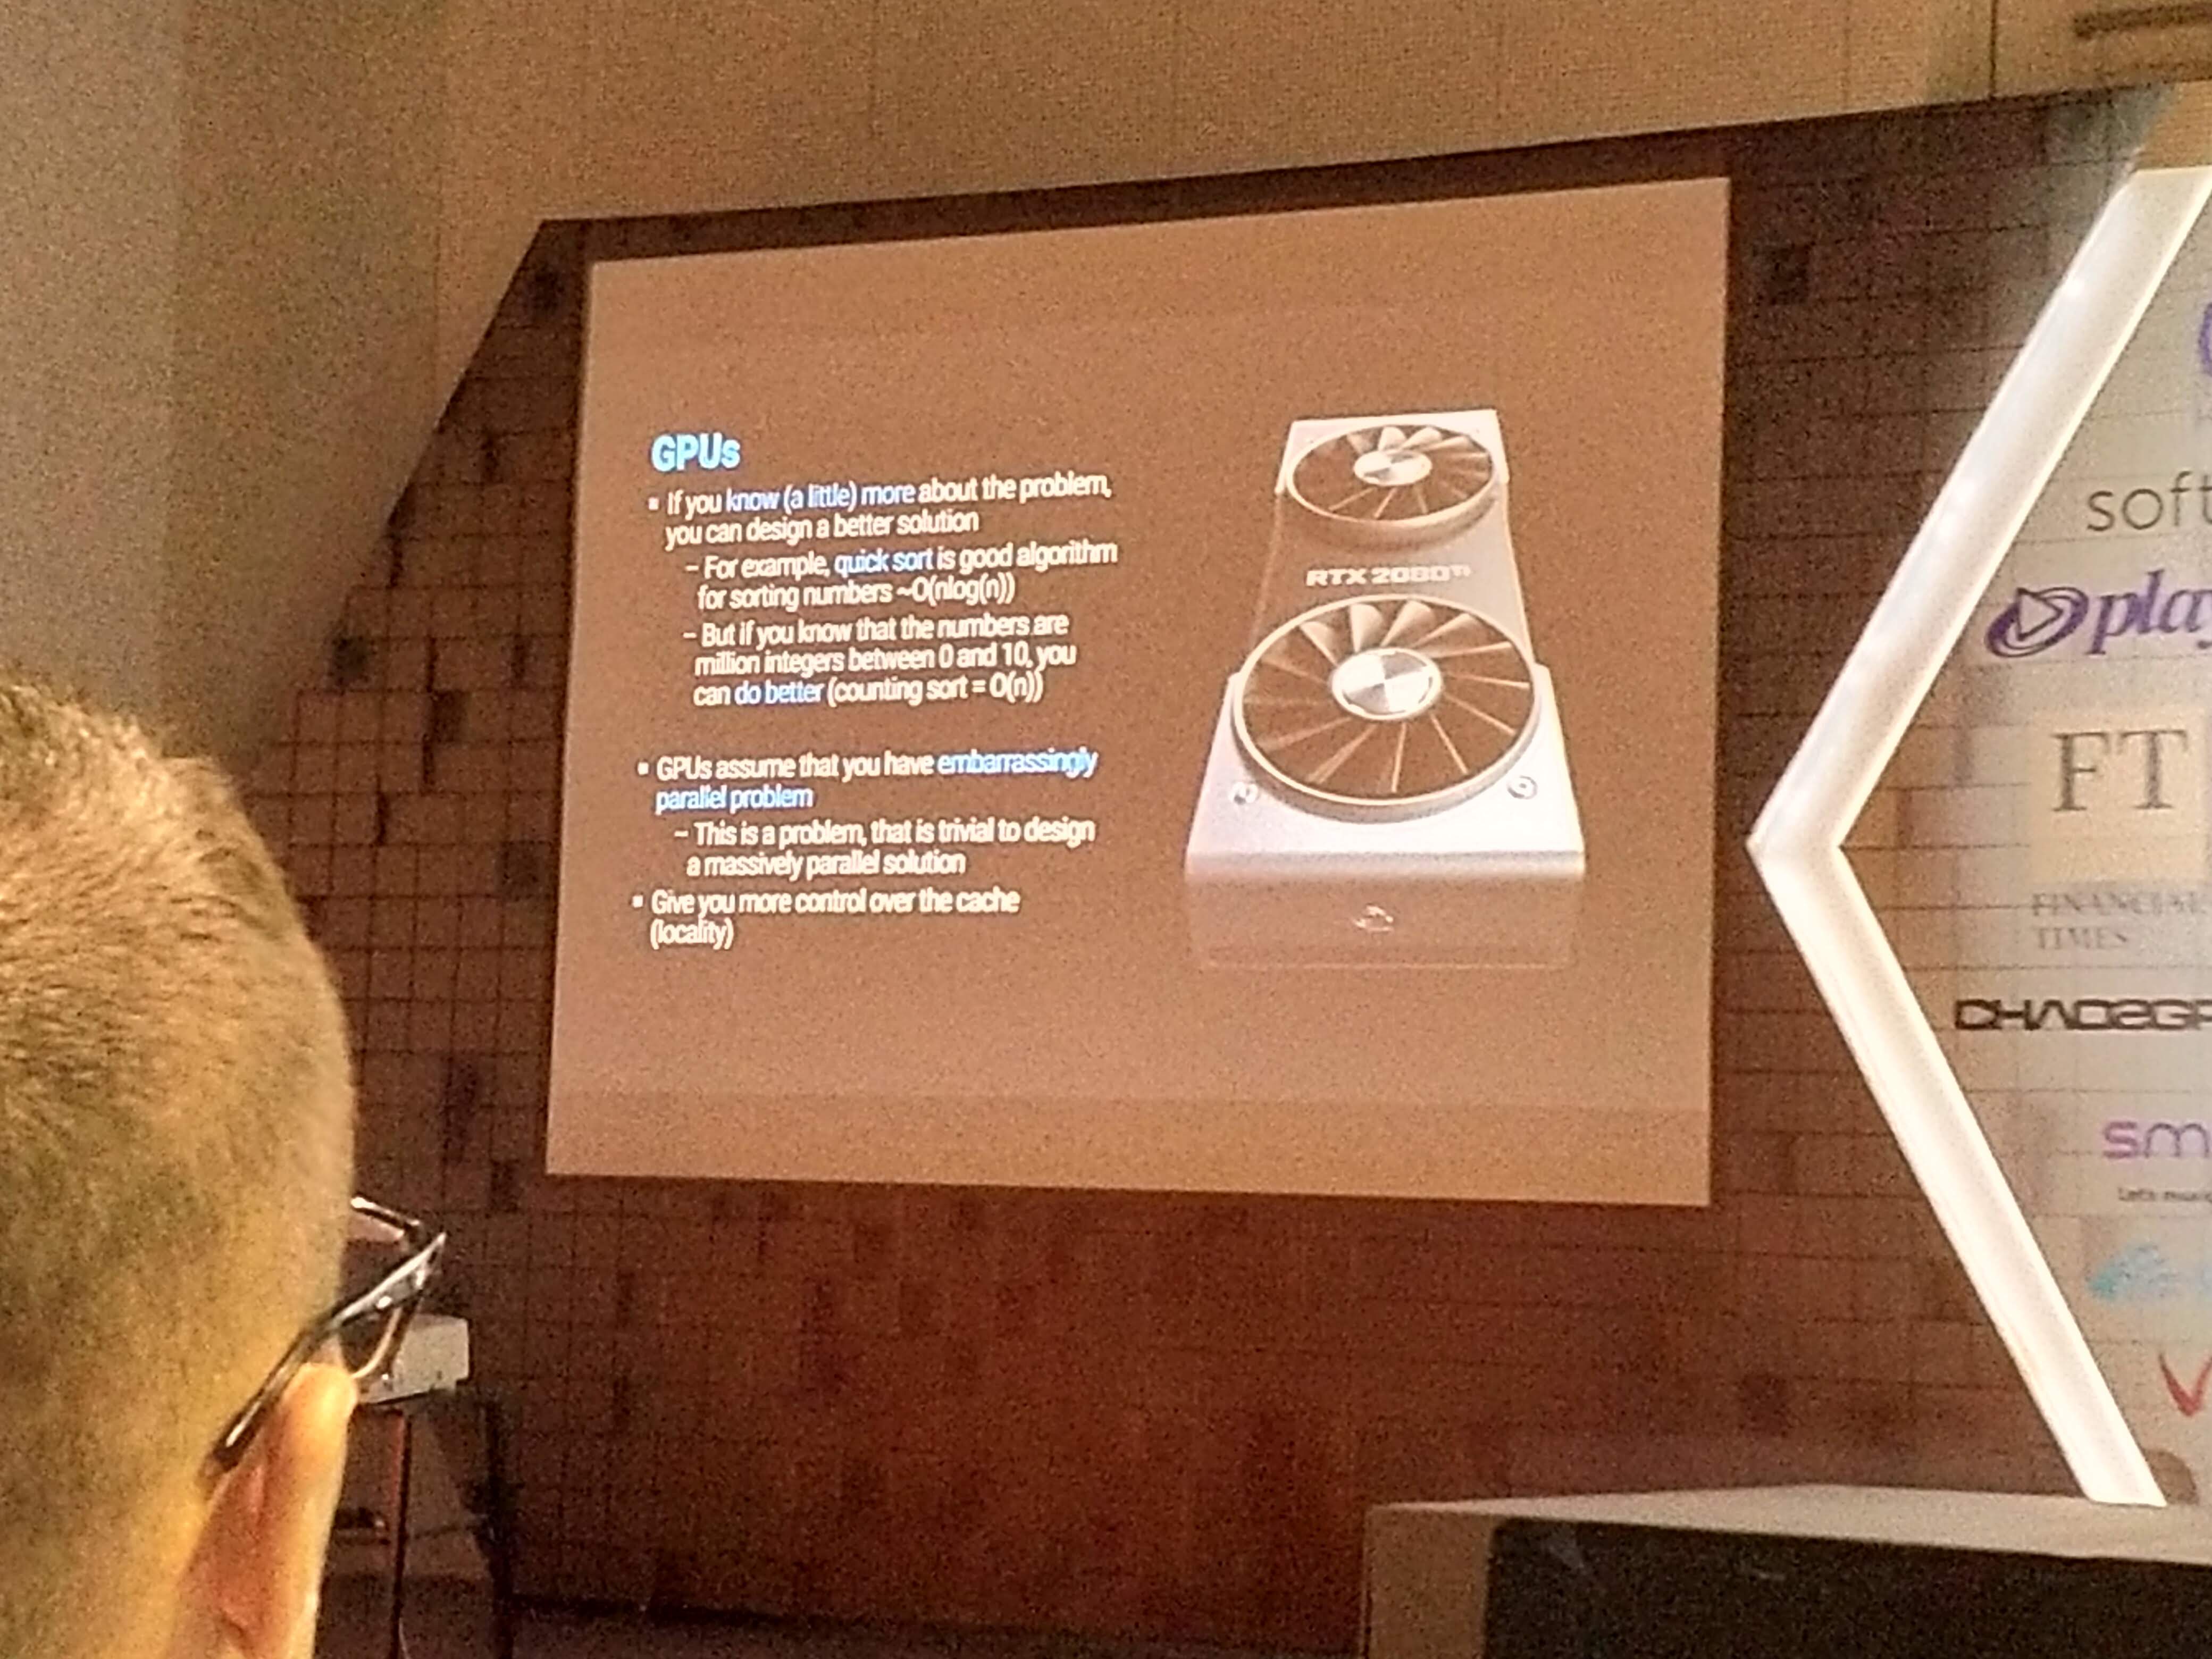 GPUs
▪ If you know (a little) more about the problem,
you can design a better solution
– For example, quick sort is good algorithm
for sorting numbers ~O(nlog(n))
– But if you know that the numbers are
million integers between 0 and 10, you
can do better (counting sort = O(n))
▪ GPUs assume that you have embarrassingly
parallel problem
– This is a problem, that is trivial to design
a massively parallel solution
▪ Give you more control over the cache
(locality)
RTX 2080 Ti
soft
play
FT
FINANCIAL
TIMES
CHAOSGR
sm